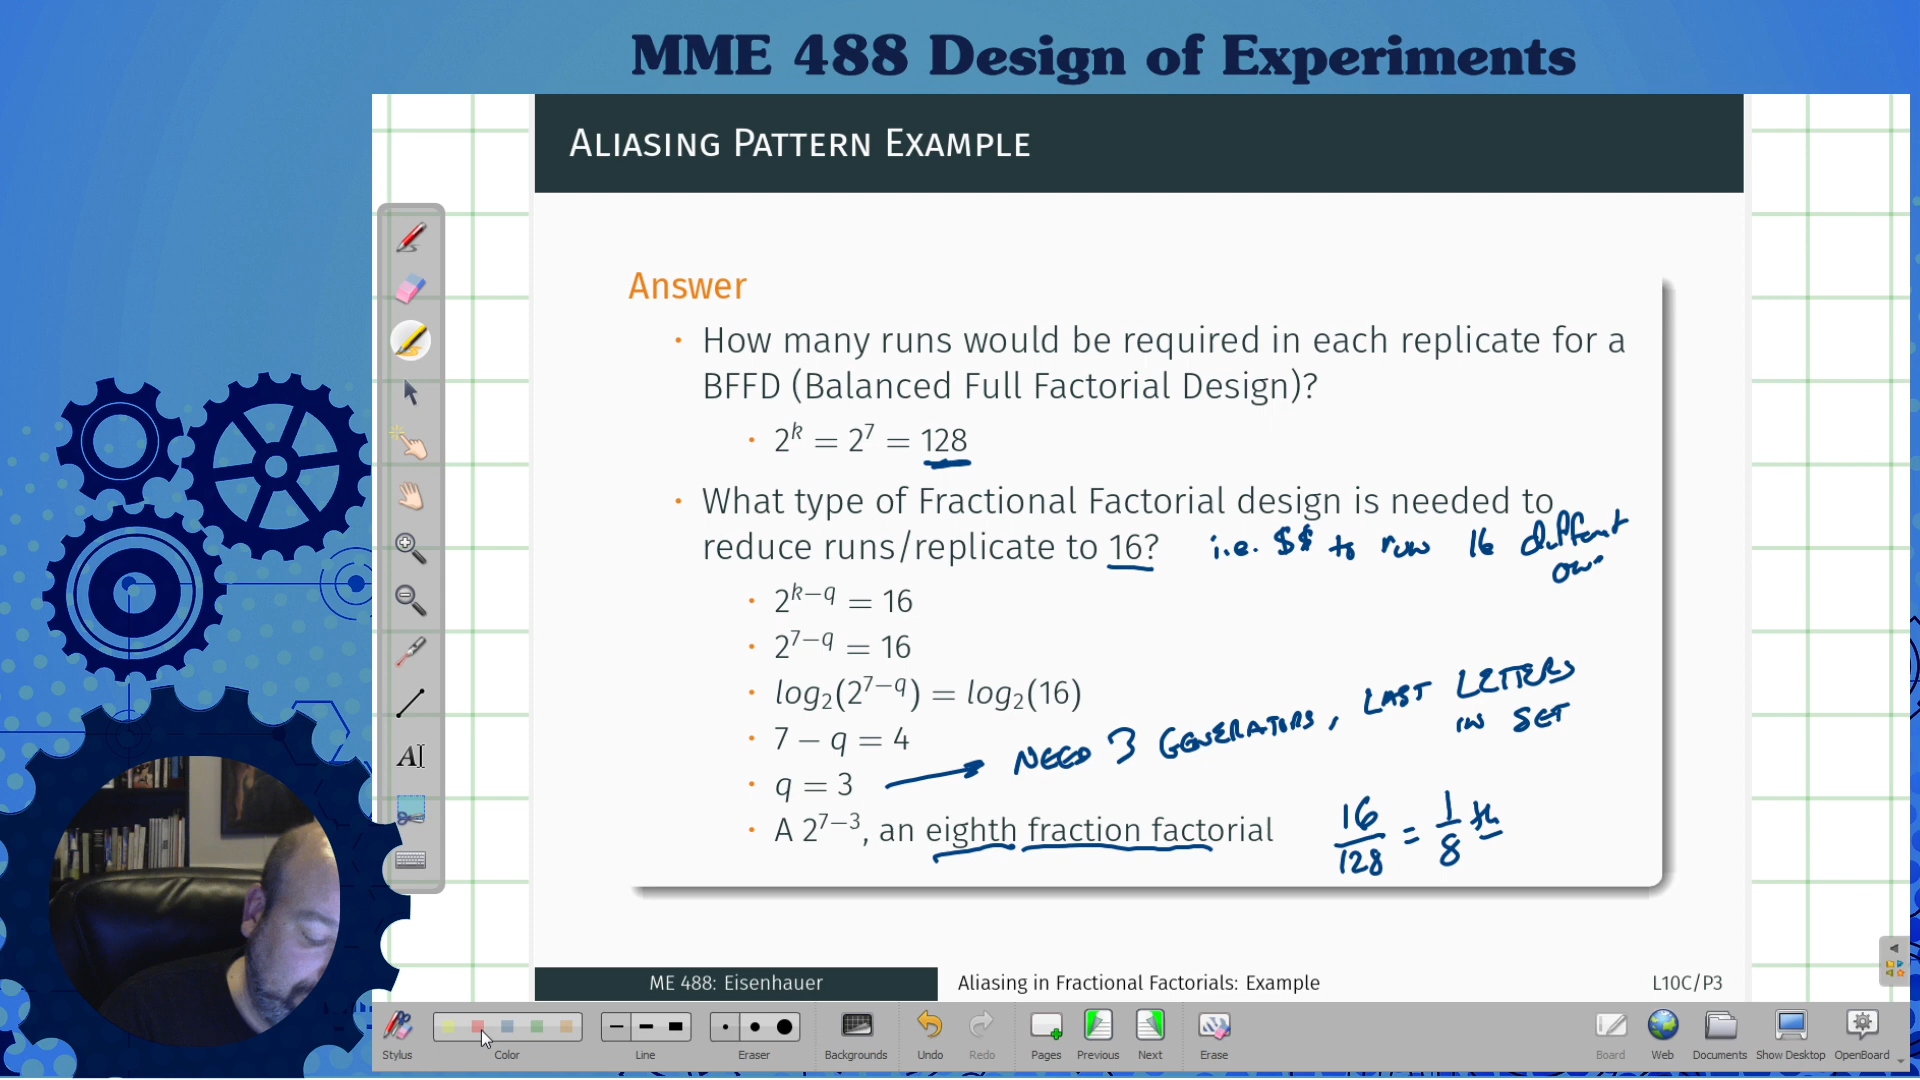 MME 488 Design of Experiments
ALIASING PATTERN EXAMPLE
Answer
· How many runs would be required in each replicate for a
BFFD (Balanced Full Factorial Design)?
· 2^k = 2^7 = 128
· What type of Fractional Factorial design is needed to
reduce runs/replicate to 16? i.e. $$ to run 16 different
· 2^{k−q} = 16
· 2^{7−q} = 16
· log₂(2^{7−q}) = log₂(16)
· 7 − q = 4
NEED 3 GENERATORS, LAST LETTERS
IN SET
· q = 3
· A 2^{7−3}, an eighth fraction factorial 16/128 = 1/8 th
ME 488: Eisenhauer Aliasing in Fractional Factorials: Example L10C/P3
Stylus Color Line Eraser Backgrounds Undo Redo Pages Previous Next Erase Board Web Documents Show Desktop OpenBoard